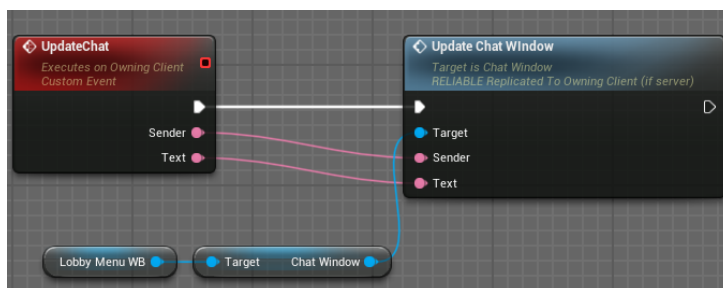 UpdateChat
Executes on Owning Client
Custom Event
Sender
Text
Update Chat WIndow
Target is Chat Window
RELIABLE Replicated To Owning Client (if server)
Target
Sender
Text
Lobby Menu WB
Target Chat Window